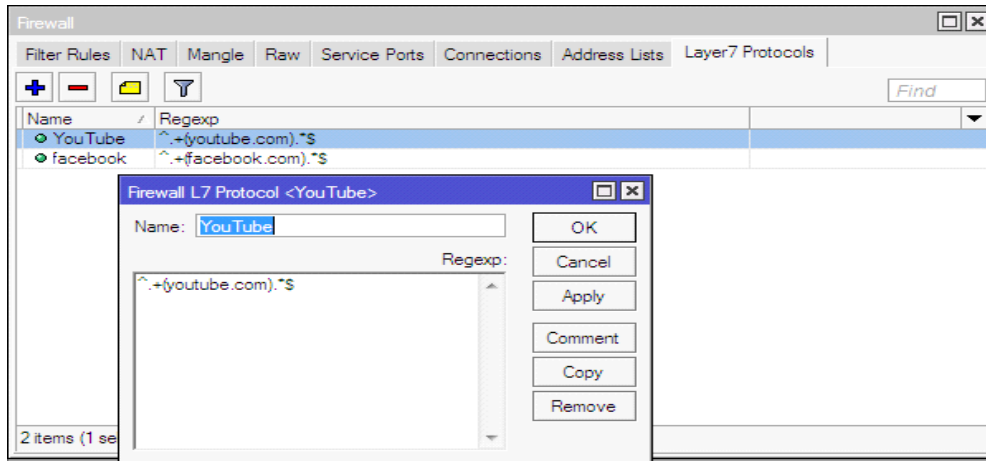 Firewall
Filter Rules NAT Mangle Raw Service Ports Connections Address Lists Layer7 Protocols
Find
Name / Regexp
YouTube ^.+(youtube.com).*$
facebook ^.+(facebook.com).*$
Firewall L7 Protocol <YouTube>
Name: YouTube OK
Regexp: Cancel
^.+(youtube.com).*$
Apply
Comment
Copy
Remove
2 items (1 se